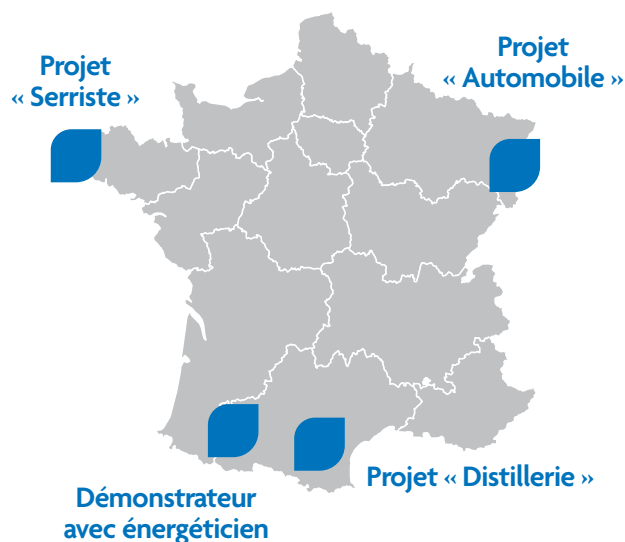 Projet
« Serriste »
Projet
« Automobile »
Projet « Distillerie »
Démonstrateur
avec énergéticien